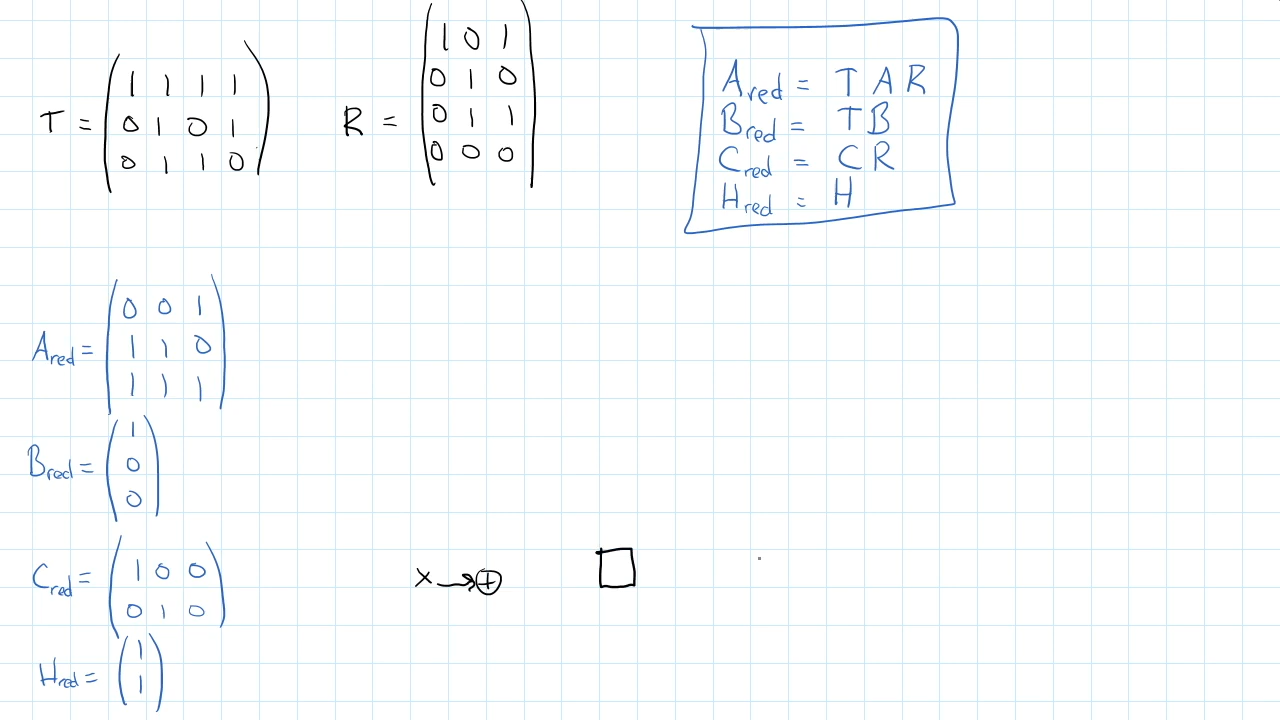 T = ( 1 1 1 1
0 1 0 1
0 1 1 0 )
R = ( 1 0 1
0 1 0
0 1 1
0 0 0 )
A_red = T A R
B_red = T B
C_red = C R
H_red = H
A_red = ( 0 0 1
1 1 0
1 1 1 )
B_red = ( 1
0
0 )
C_red = ( 1 0 0
0 1 0 )
H_red = ( 1
1 )
x → ⊕